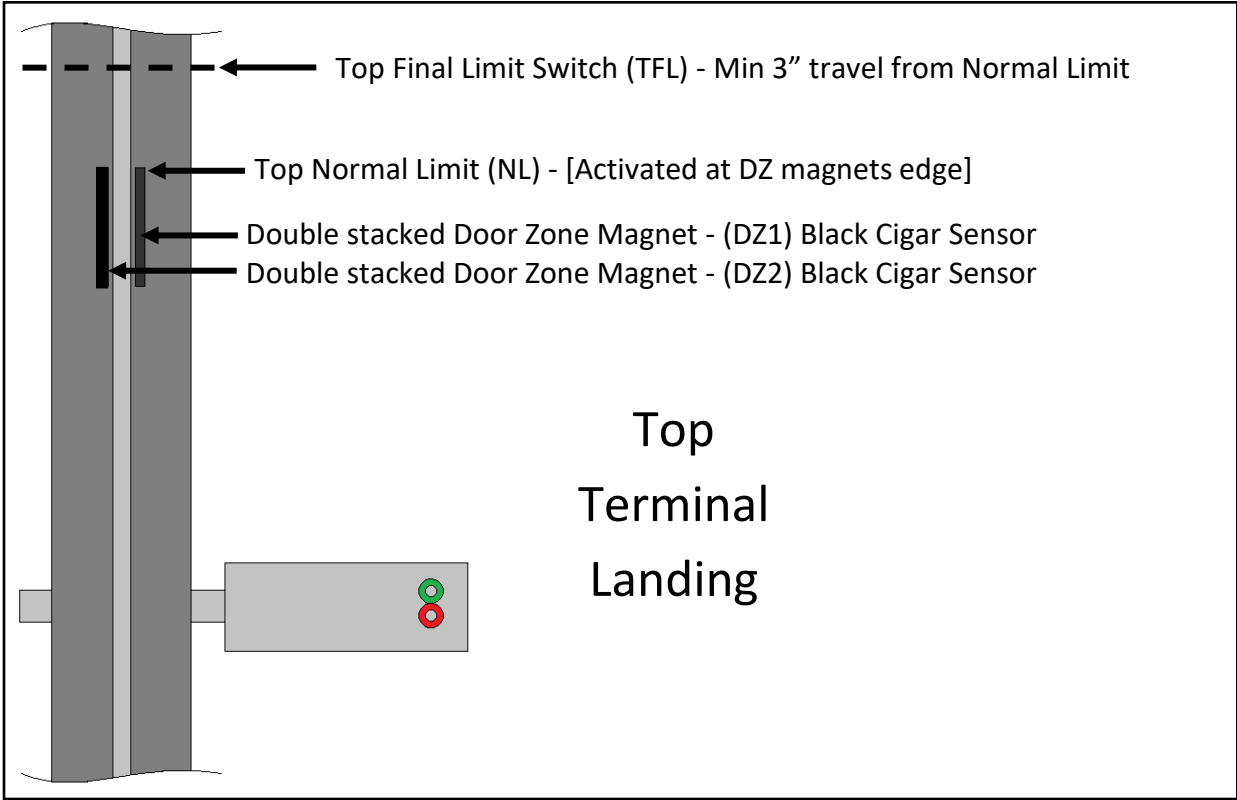 Top Final Limit Switch (TFL) - Min 3” travel from Normal Limit
Top Normal Limit (NL) - [Activated at DZ magnets edge]
Double stacked Door Zone Magnet - (DZ1) Black Cigar Sensor
Double stacked Door Zone Magnet - (DZ2) Black Cigar Sensor
Top
Terminal
Landing